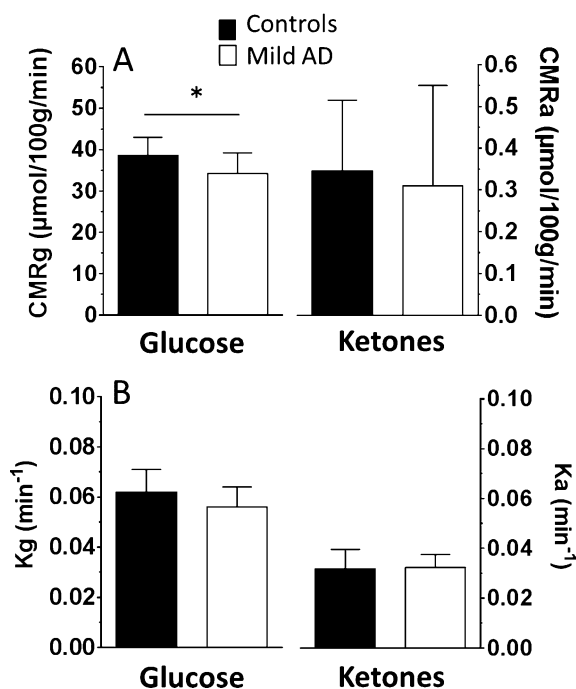 Controls
Mild AD
A
*
CMRg (µmol/100g/min)
60
50
40
30
20
10
0
Glucose
CMRa (µmol/100g/min)
0.6
0.5
0.4
0.3
0.2
0.1
0.0
Ketones
B
Kg (min⁻¹)
0.10
0.08
0.06
0.04
0.02
0.00
Glucose
Ka (min⁻¹)
0.10
0.08
0.06
0.04
0.02
0.00
Ketones